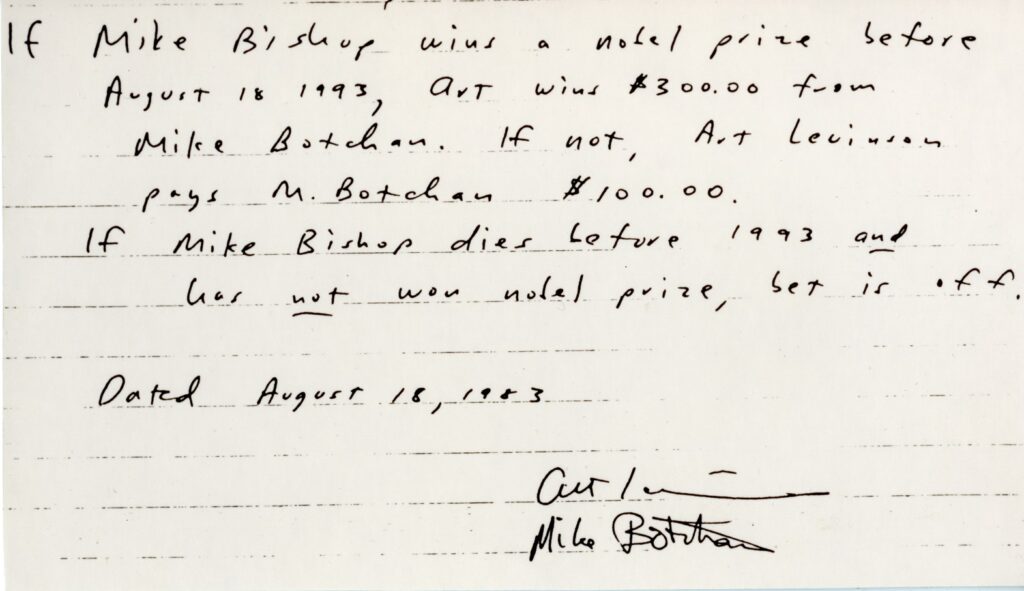 If Mike Bishop wins a nobel prize before
August 18 1993, Art wins $300.00 from
Mike Botchan. If not, Art Levinson
pays M. Botchan $100.00.
If Mike Bishop dies before 1993 and
has not won nobel prize, bet is off.
Dated August 18, 1983
Art
Mike Botchan